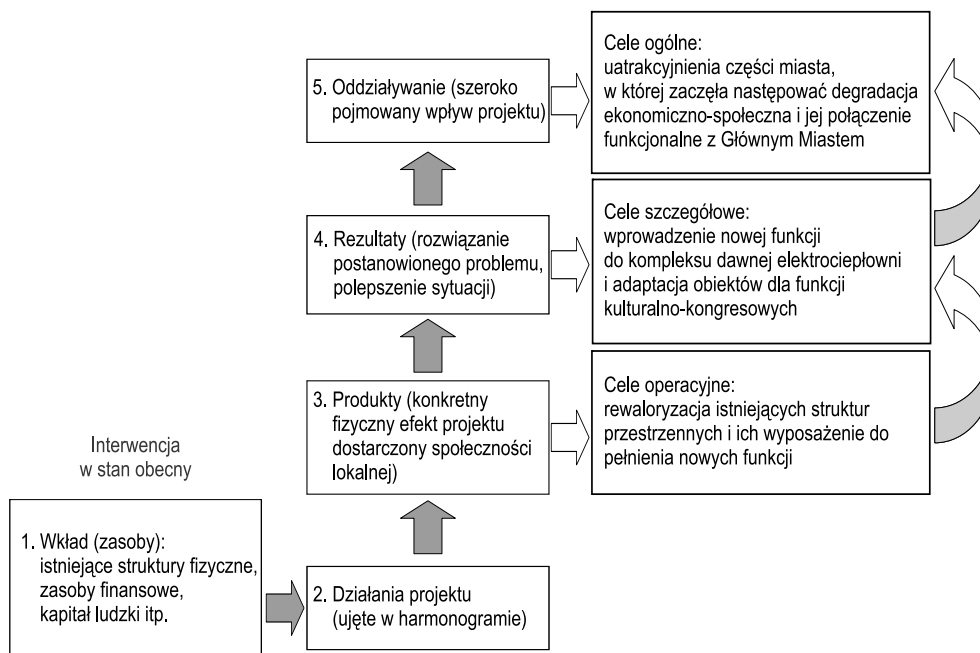 Cele ogólne:
uatrakcyjnienia części miasta,
w której zaczęła następować degradacja
ekonomiczno-społeczna i jej połączenie
funkcjonalne z Głównym Miastem
5. Oddziaływanie (szeroko
pojmowany wpływ projektu)
Cele szczegółowe:
wprowadzenie nowej funkcji
do kompleksu dawnej elektrociepłowni
i adaptacja obiektów dla funkcji
kulturalno-kongresowych
4. Rezultaty (rozwiązanie
postanowionego problemu,
polepszenie sytuacji)
Cele operacyjne:
rewaloryzacja istniejących struktur
przestrzennych i ich wyposażenie do
pełnienia nowych funkcji
3. Produkty (konkretny
fizyczny efekt projektu
dostarczony społeczności
lokalnej)
Interwencja
w stan obecny
1. Wkład (zasoby):
istniejące struktury fizyczne,
zasoby finansowe,
kapitał ludzki itp.
2. Działania projektu
(ujęte w harmonogramie)